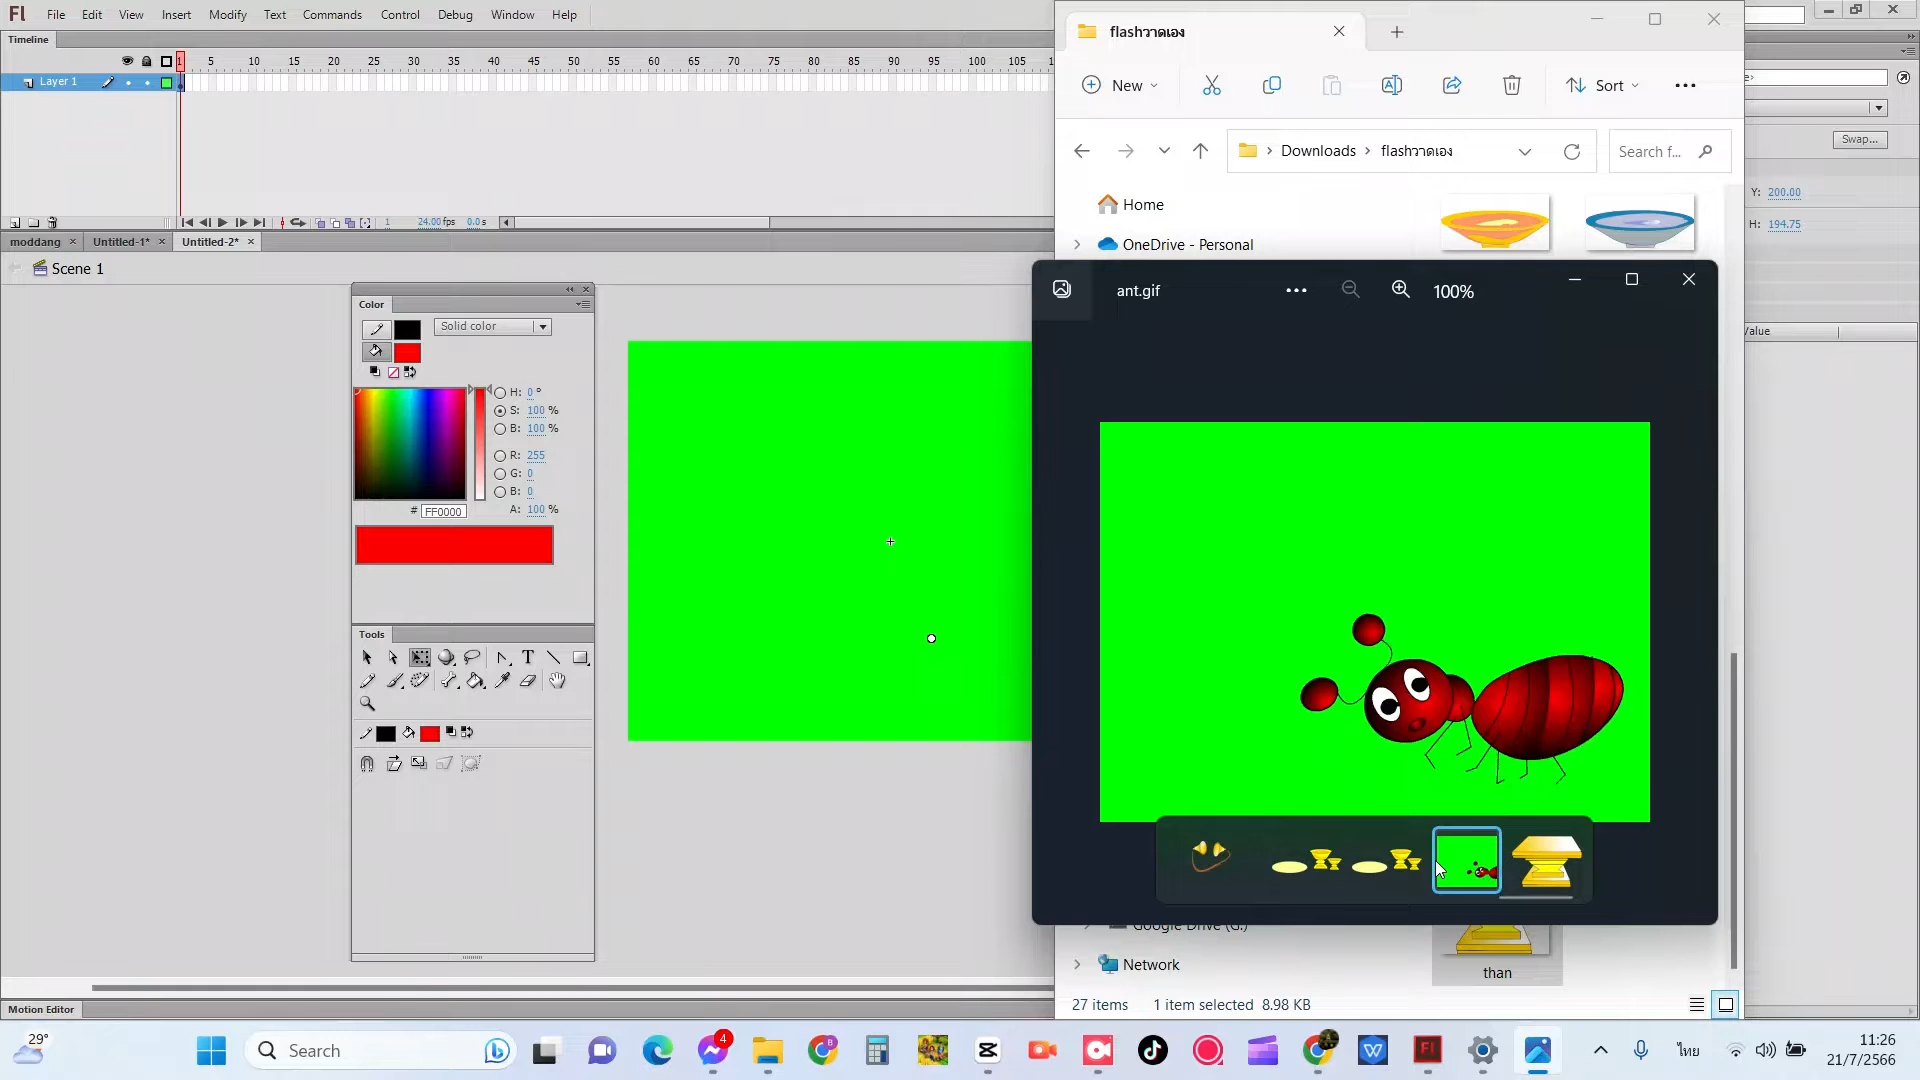 Fl File Edit View Insert Modify Text Commands Control Debug Window Help
Timeline
1 5 10 15 20 25 30 35 40 45 50 55 60 65 70 75 80 85 90 95 100 105
Layer 1
1 24.00 fps 0.0 s
moddang Untitled-1* Untitled-2*
Scene 1
Color
Solid color
H: 0 °
S: 100 %
B: 100 %
R: 255
G: 0
B: 0
# FF0000 A: 100 %
Tools
T
Motion Editor
flashวาดเอง
New Sort
Downloads flashวาดเอง Search f...
Home
OneDrive - Personal
ant.gif 100%
Google Drive (G:)
Network
than
27 items 1 item selected 8.98 KB
Swap...
Y: 200.00
H: 194.75
Value
29°
Search
4
ไทย
11:26
21/7/2566